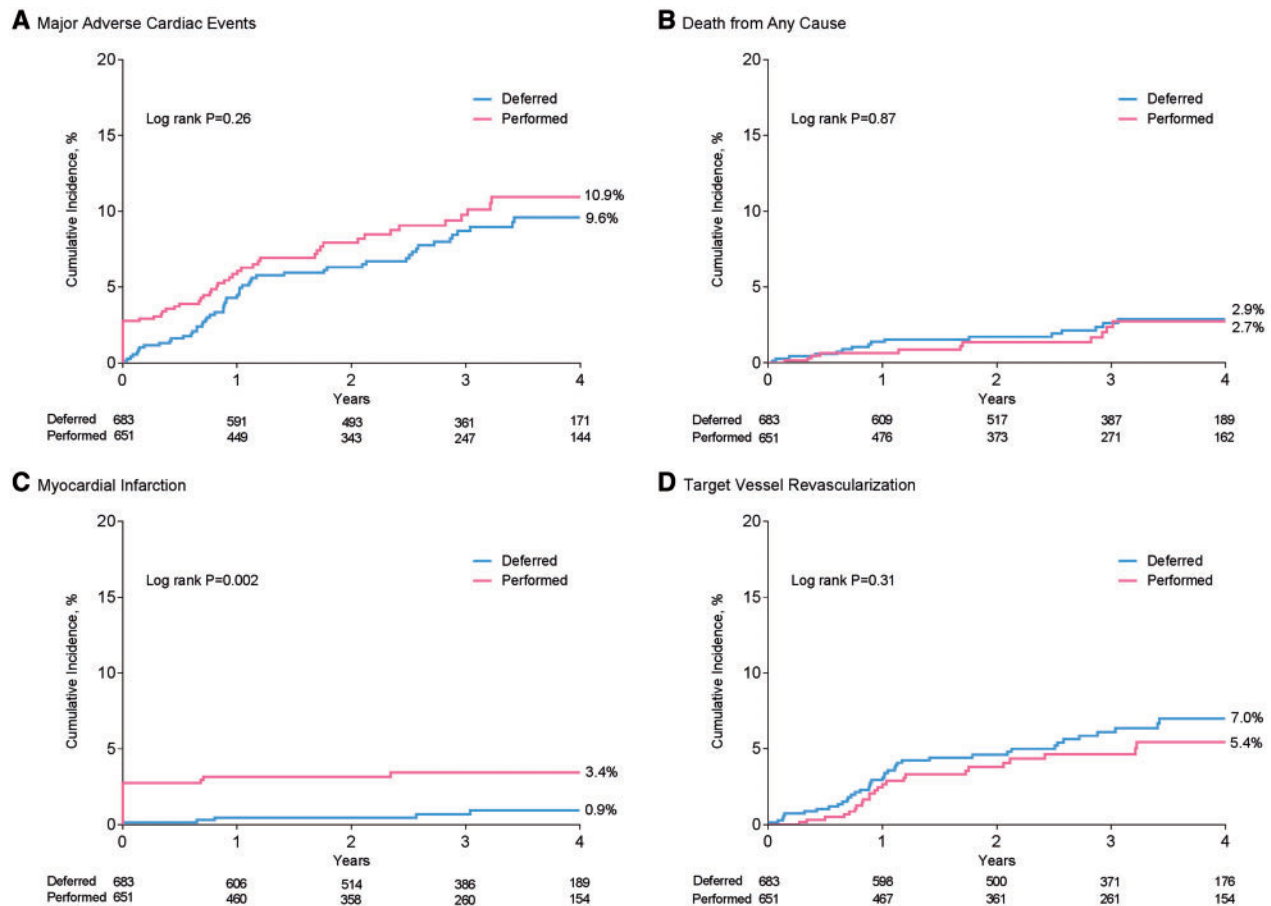 A Major Adverse Cardiac Events
20
15
10
5
0
Cumulative Incidence, %
Log rank P=0.26
Deferred
Performed
10.9%
9.6%
0 1 2 3 4
Years
Deferred 683 591 493 361 171
Performed 651 449 343 247 144
B Death from Any Cause
20
15
10
5
0
Cumulative Incidence, %
Log rank P=0.87
Deferred
Performed
2.9%
2.7%
0 1 2 3 4
Years
Deferred 683 609 517 387 189
Performed 651 476 373 271 162
C Myocardial Infarction
20
15
10
5
0
Cumulative Incidence, %
Log rank P=0.002
Deferred
Performed
3.4%
0.9%
0 1 2 3 4
Years
Deferred 683 606 514 386 189
Performed 651 460 358 260 154
D Target Vessel Revascularization
20
15
10
5
0
Cumulative Incidence, %
Log rank P=0.31
Deferred
Performed
7.0%
5.4%
0 1 2 3 4
Years
Deferred 683 598 500 371 176
Performed 651 467 361 261 154